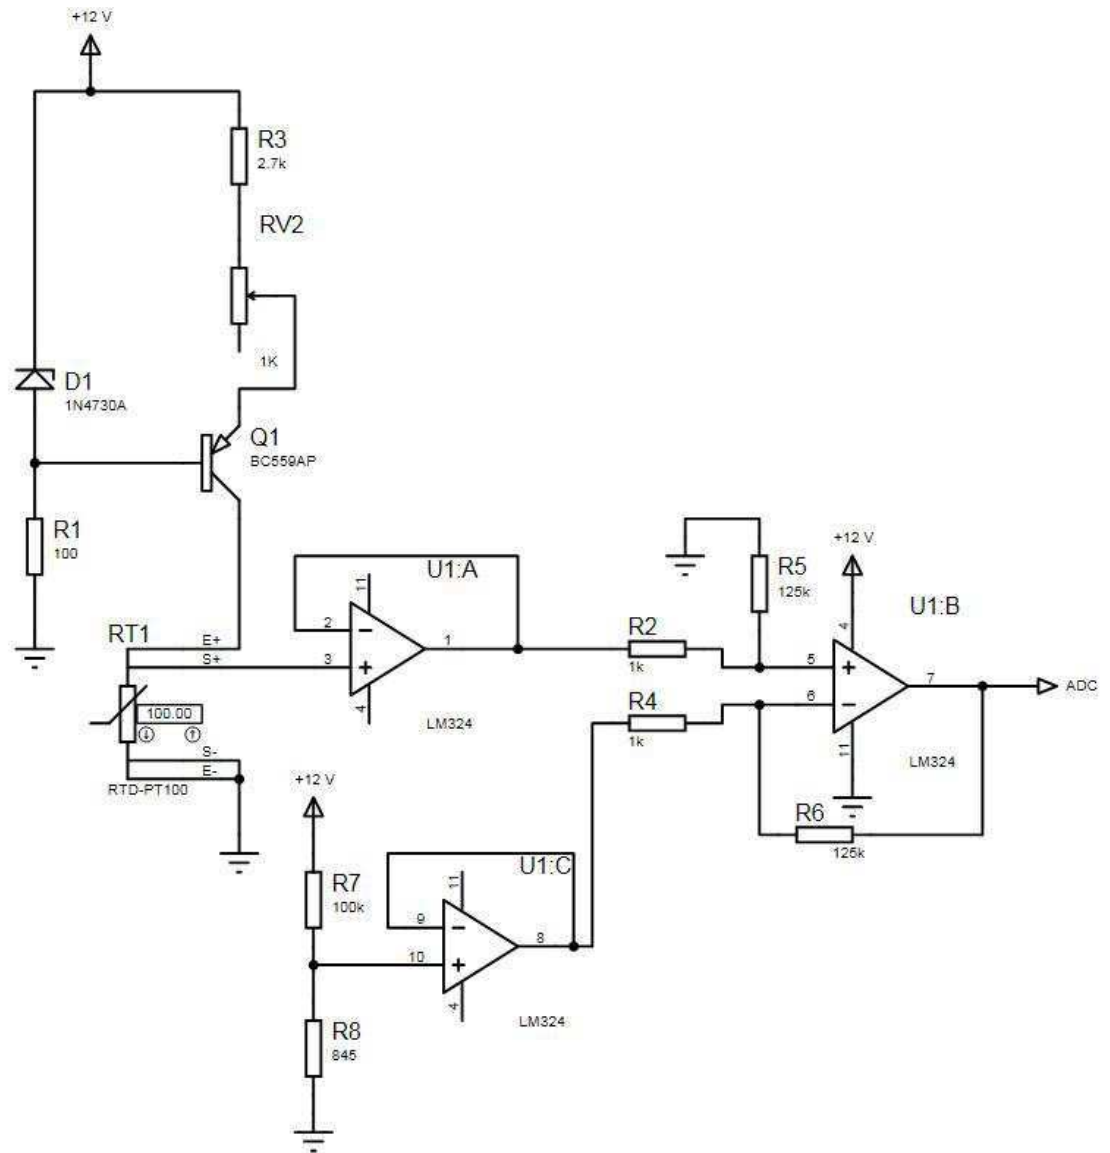 +12 V
R3
2.7k
RV2
1K
D1
1N4730A
Q1
BC559AP
R1
100
RT1
E+
S+
100.00
S-
E-
RTD-PT100
U1:A
11
2
3
1
4
LM324
R5
125k
+12 V
U1:B
R2
1k
R4
1k
4
5
6
7
11
ADC
LM324
R6
125k
+12 V
R7
100k
R8
845
U1:C
11
9
10
8
4
LM324